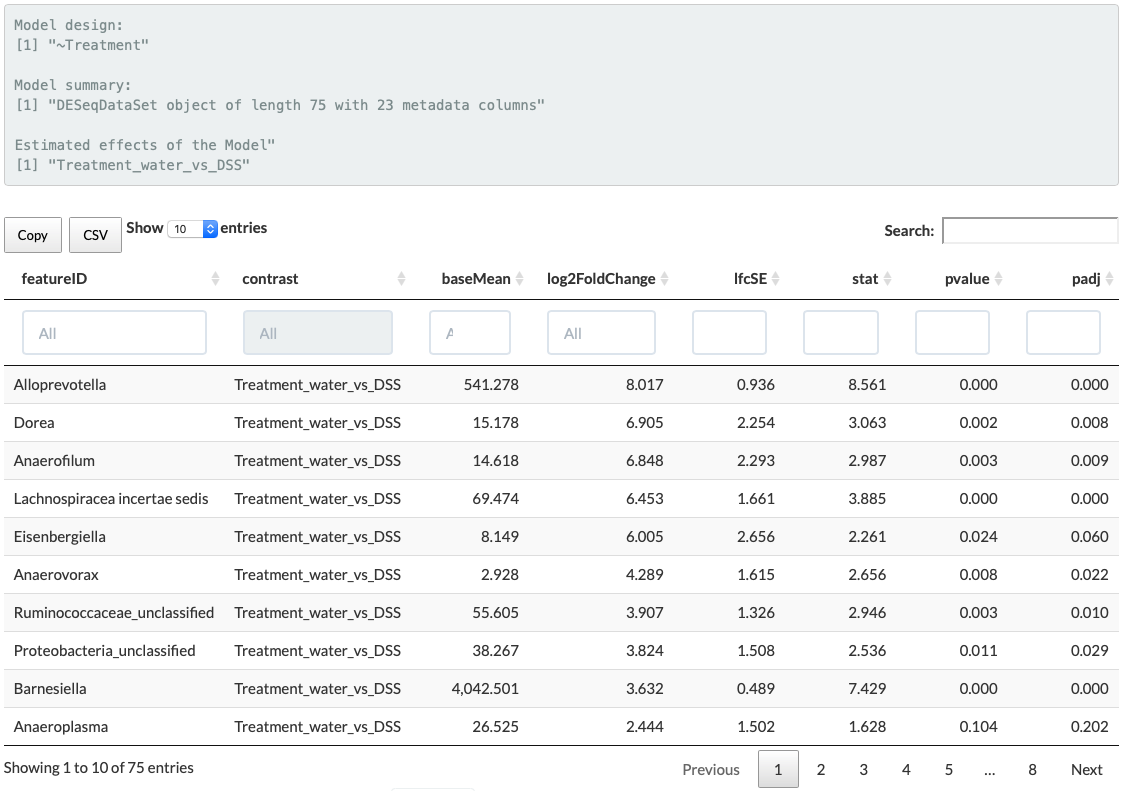 Model design:
[1] "~Treatment"
Model summary:
[1] "DESeqDataSet object of length 75 with 23 metadata columns"
Estimated effects of the Model"
[1] "Treatment_water_vs_DSS"
Copy CSV Show 10 entries Search:
featureID contrast baseMean log2FoldChange lfcSE stat pvalue padj
All All A All
Alloprevotella Treatment_water_vs_DSS 541.278 8.017 0.936 8.561 0.000 0.000
Dorea Treatment_water_vs_DSS 15.178 6.905 2.254 3.063 0.002 0.008
Anaerofilum Treatment_water_vs_DSS 14.618 6.848 2.293 2.987 0.003 0.009
Lachnospiracea incertae sedis Treatment_water_vs_DSS 69.474 6.453 1.661 3.885 0.000 0.000
Eisenbergiella Treatment_water_vs_DSS 8.149 6.005 2.656 2.261 0.024 0.060
Anaerovorax Treatment_water_vs_DSS 2.928 4.289 1.615 2.656 0.008 0.022
Ruminococcaceae_unclassified Treatment_water_vs_DSS 55.605 3.907 1.326 2.946 0.003 0.010
Proteobacteria_unclassified Treatment_water_vs_DSS 38.267 3.824 1.508 2.536 0.011 0.029
Barnesiella Treatment_water_vs_DSS 4,042.501 3.632 0.489 7.429 0.000 0.000
Anaeroplasma Treatment_water_vs_DSS 26.525 2.444 1.502 1.628 0.104 0.202
Showing 1 to 10 of 75 entries Previous 1 2 3 4 5 ... 8 Next